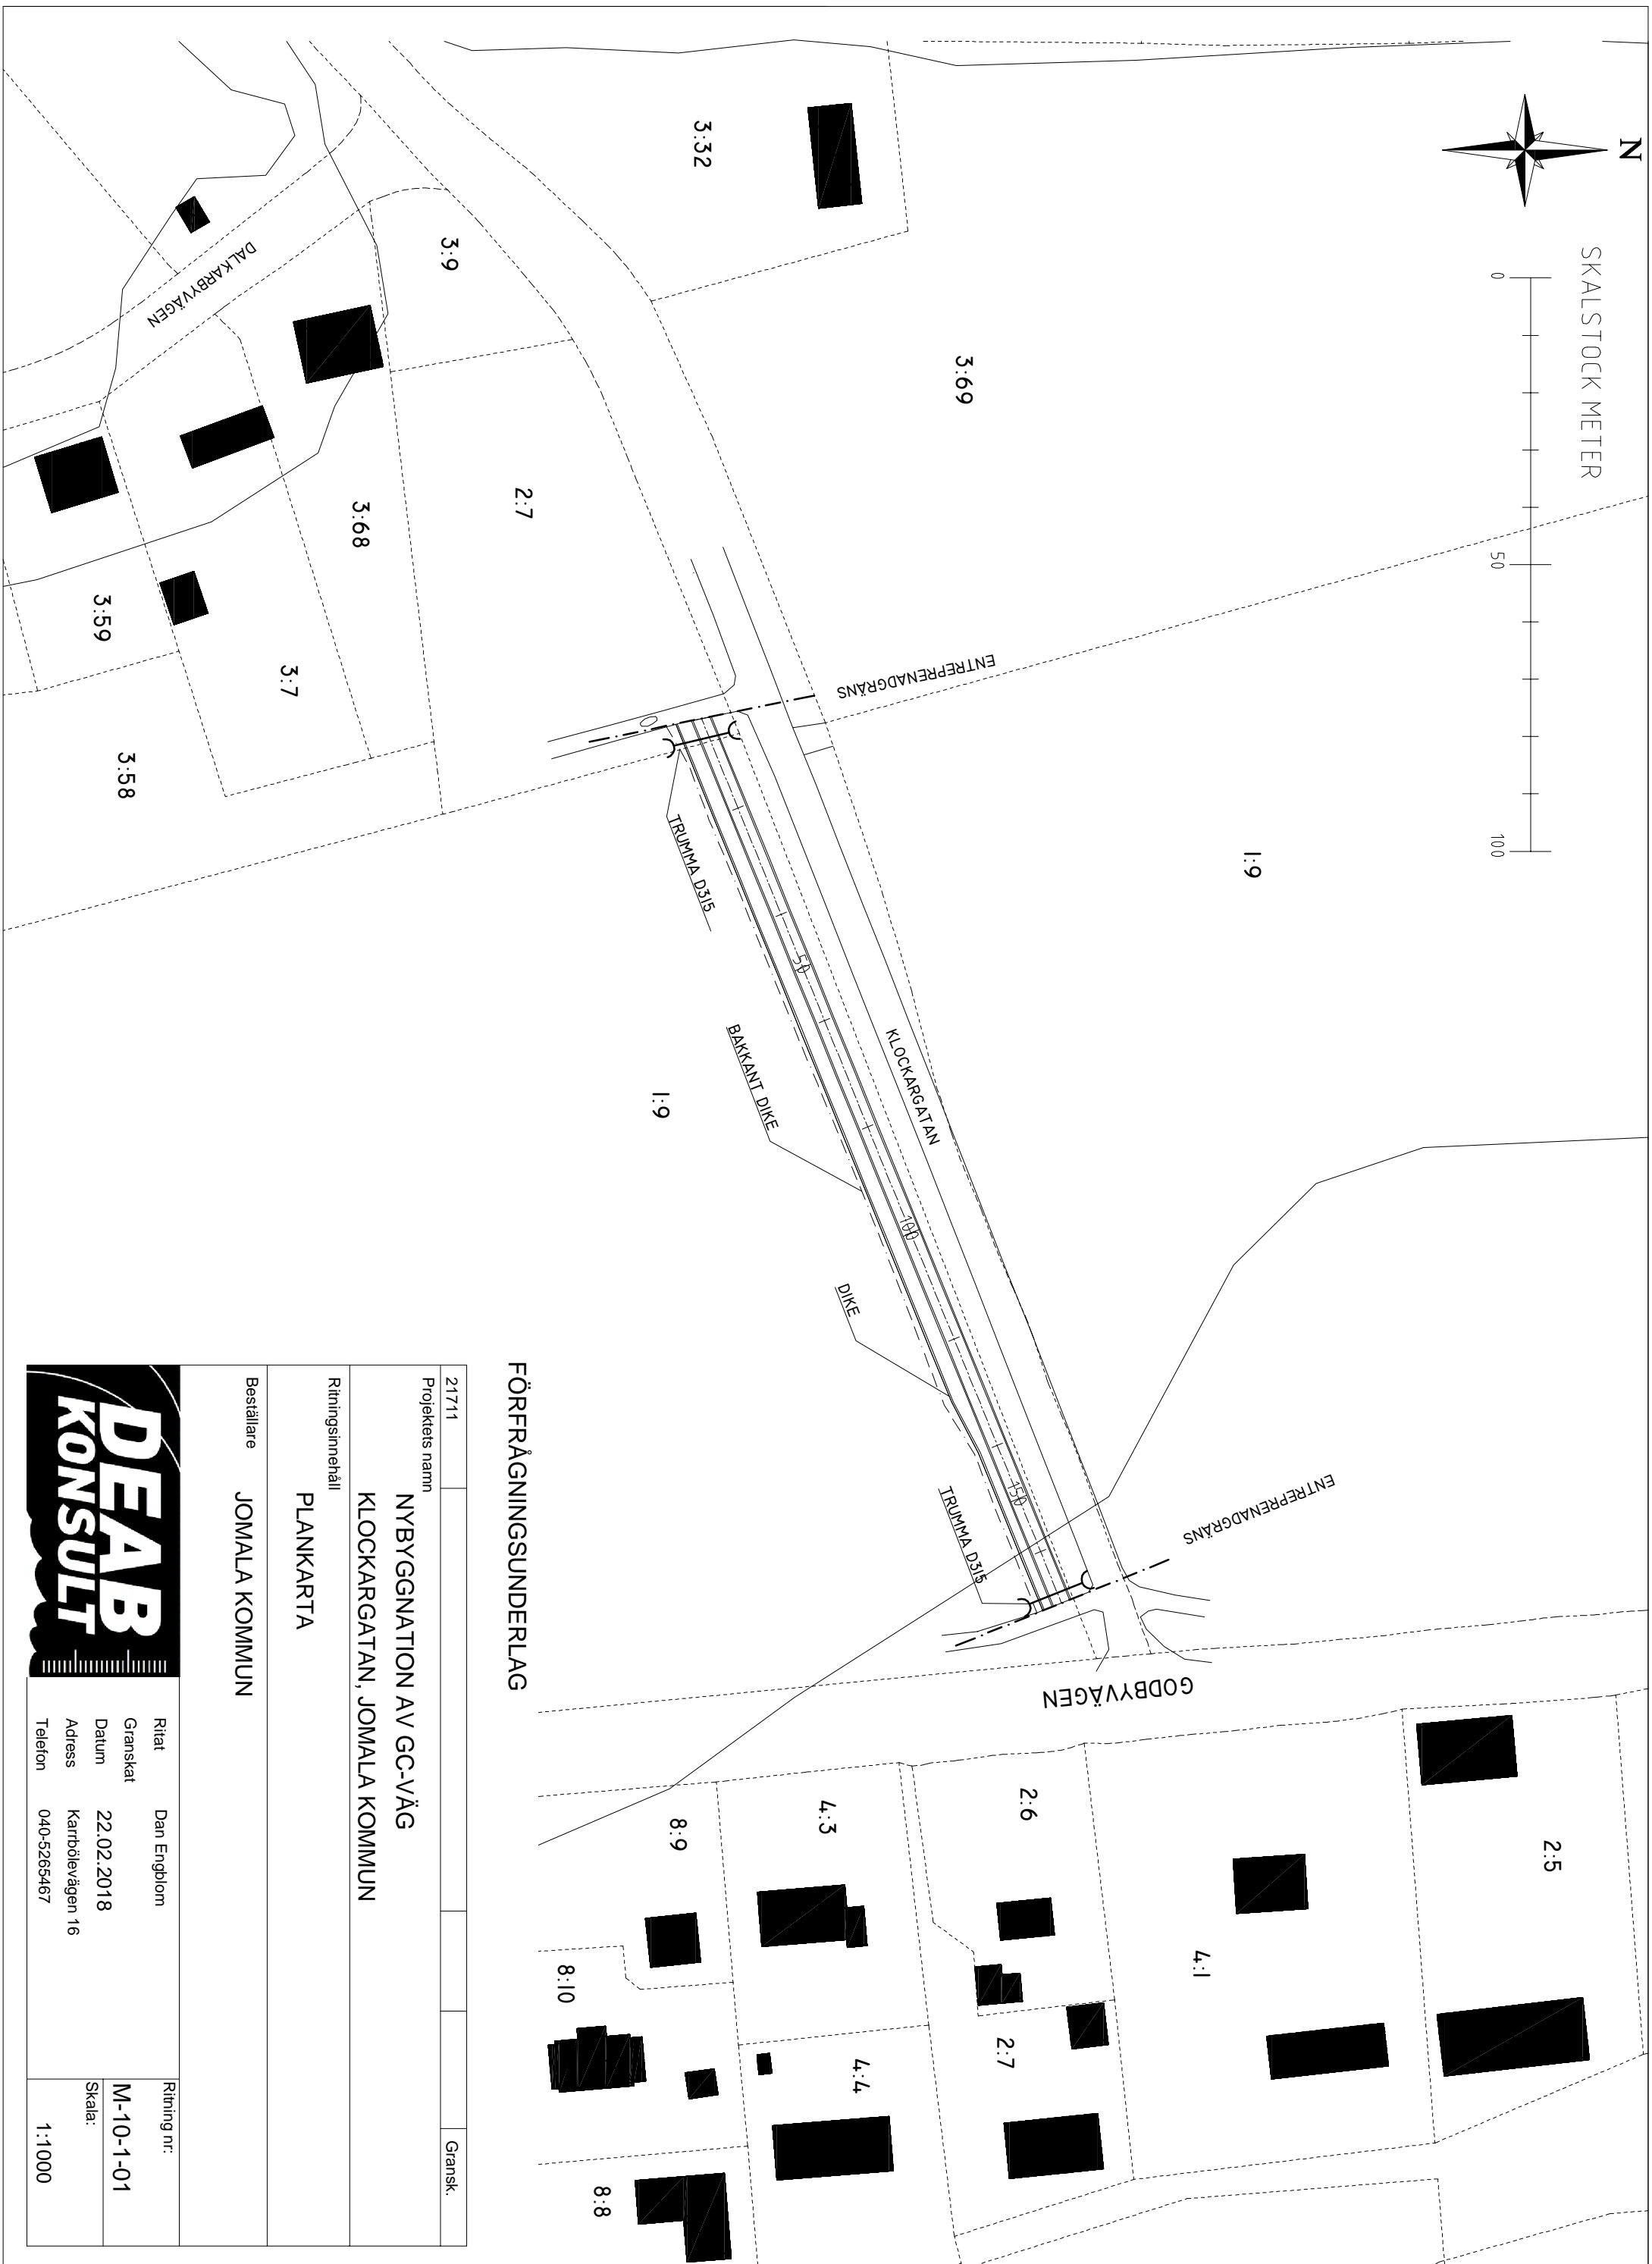 N
SKALSTOCK METER
0
50
100
3:32
3:69
1:9
3:9
2:7
3:68
3:7
3:59
3:58
DALKARBYVÄGEN
ENTREPRENADGRÄNS
TRUMMA D315
50
KLOCKARGATAN
BAKKANT DIKE
1:9
100
DIKE
150
TRUMMA D315
ENTREPRENADGRÄNS
GODBYVÄGEN
2:5
4:1
2:6
2:7
4:3
4:4
8:9
8:10
8:8
FÖRFRÅGNINGSUNDERLAG
21711
Gransk.
Projektets namn
NYBYGGNATION AV GC-VÄG
KLOCKARGATAN, JOMALA KOMMUN
Ritningsinnehåll
PLANKARTA
Beställare
JOMALA KOMMUN
DEAB
KONSULT
Ritat Dan Engblom
Granskat
Datum 22.02.2018
Adress Karrbölevägen 16
Telefon 040-5265467
Ritning nr:
M-10-1-01
Skala:
1:1000